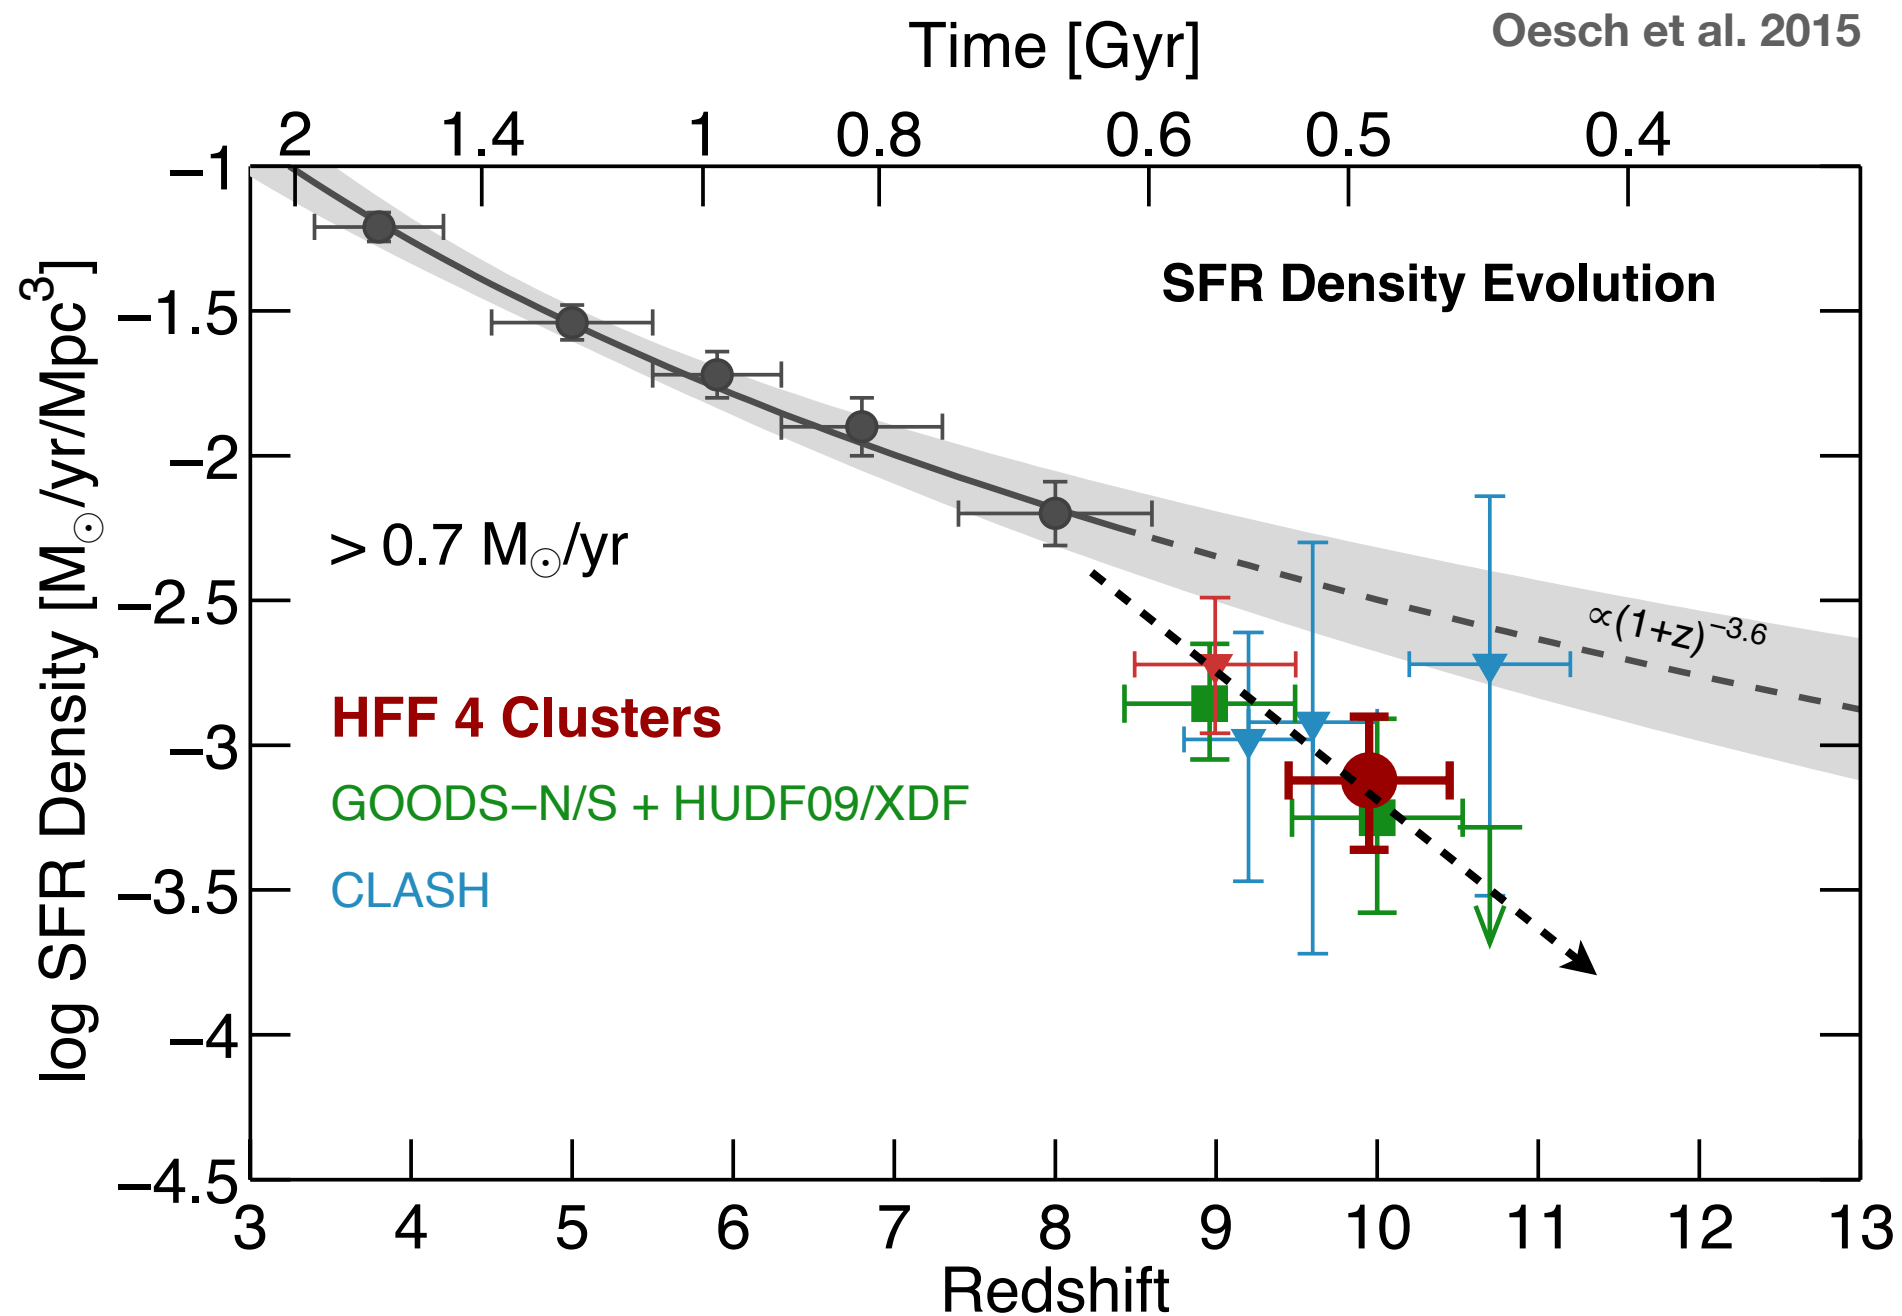 Oesch et al. 2015
Time [Gyr]
2 1.4 1 0.8 0.6 0.5 0.4
−1
−1.5
−2
−2.5
−3
−3.5
−4
−4.5
log SFR Density [M☉/yr/Mpc³]
SFR Density Evolution
> 0.7 M☉/yr
∝(1+z)⁻³·⁶
HFF 4 Clusters
GOODS−N/S + HUDF09/XDF
CLASH
3 4 5 6 7 8 9 10 11 12 13
Redshift